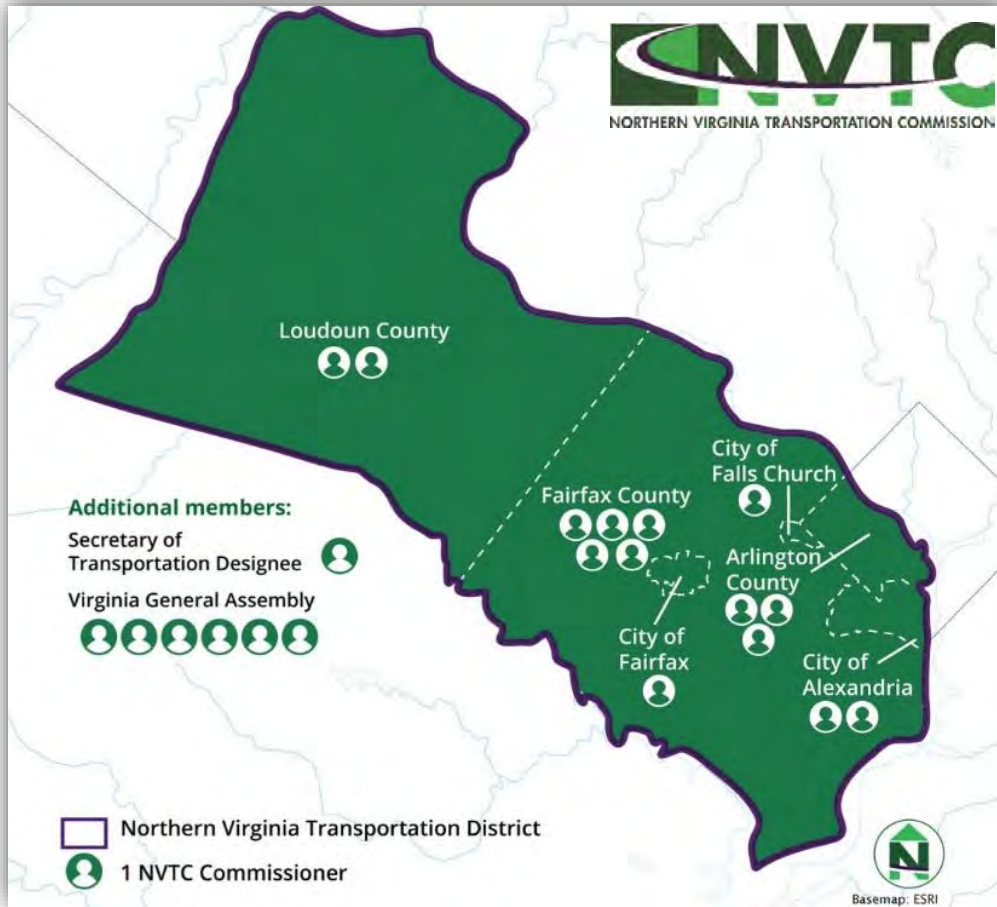 NVTC
NORTHERN VIRGINIA TRANSPORTATION COMMISSION
Loudoun County
City of
Falls Church
Fairfax County
Arlington
County
City of
Fairfax
City of
Alexandria
Additional members:
Secretary of
Transportation Designee
Virginia General Assembly
Northern Virginia Transportation District
1 NVTC Commissioner
N
Basemap: ESRI